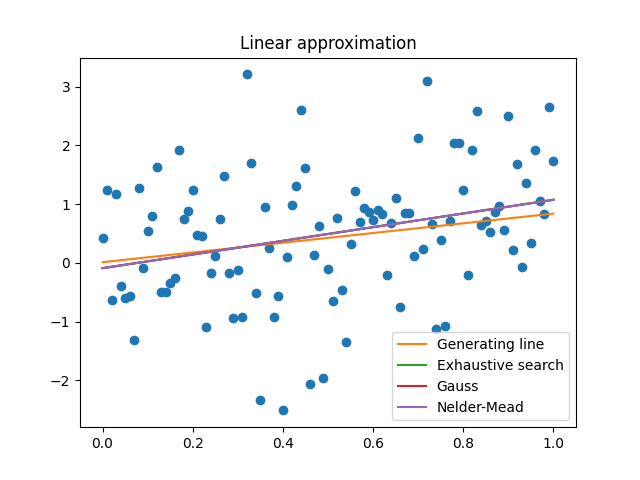 Linear approximation
3
2
1
0
−1
−2
0.0 0.2 0.4 0.6 0.8 1.0
Generating line
Exhaustive search
Gauss
Nelder-Mead